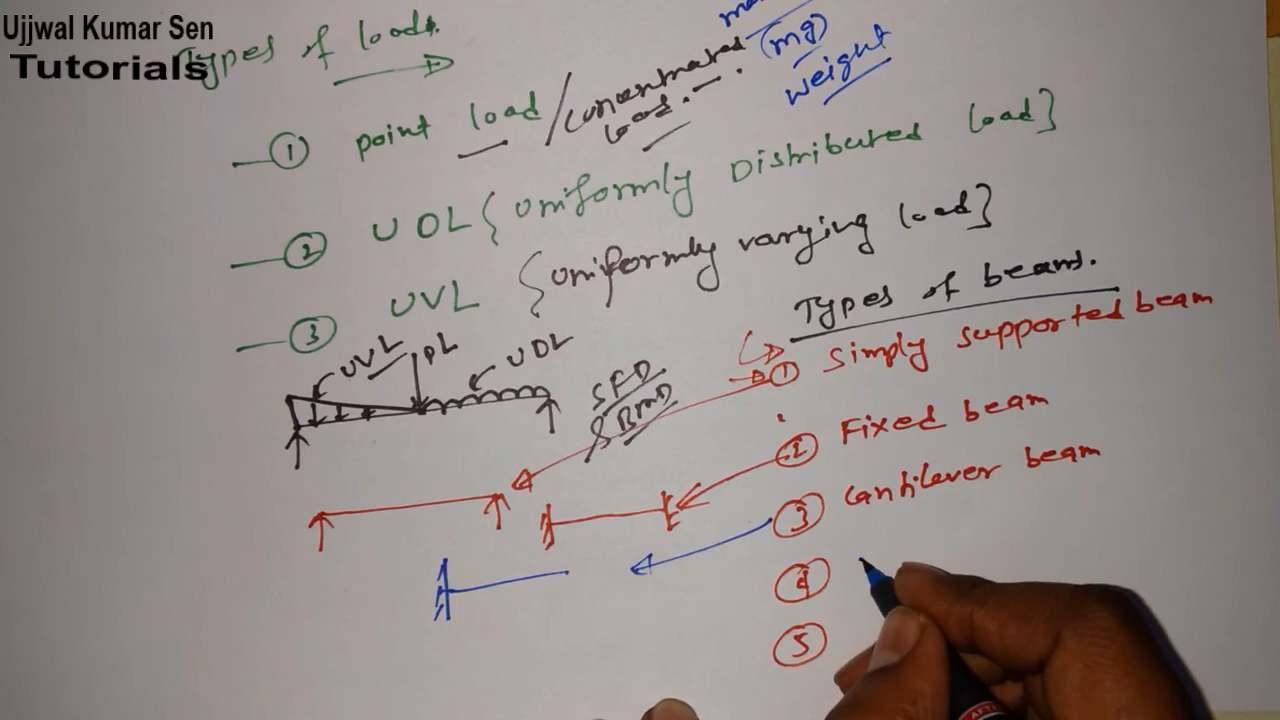 Ujjwal Kumar Sen
Tutorials
Types of loads.
(mg)
weight
① point load / concentrated load.
② UDL { Uniformly Distributed load]
③ UVL { Uniformly varying load]
UVL PL UDL
SFD
BMD
Types of beams.
① Simply supported beam
② Fixed beam
③ Cantilever beam
④
⑤